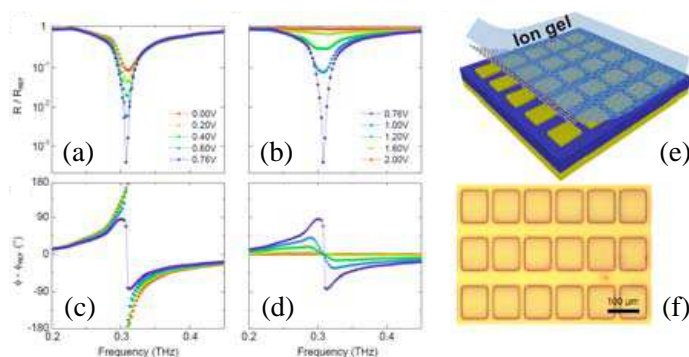 R / R_REF
1
10⁻¹
10⁻²
10⁻³
0.00V
0.20V
0.40V
0.60V
0.76V
(a)
0.76V
1.00V
1.20V
1.60V
2.00V
(b)
ϕ - ϕ_REF (°)
180
90
0
-90
-180
(c)
(d)
0.2
0.3
0.4
0.2
0.3
0.4
Frequency (THz)
Frequency (THz)
Ion gel
(e)
100 µm
(f)